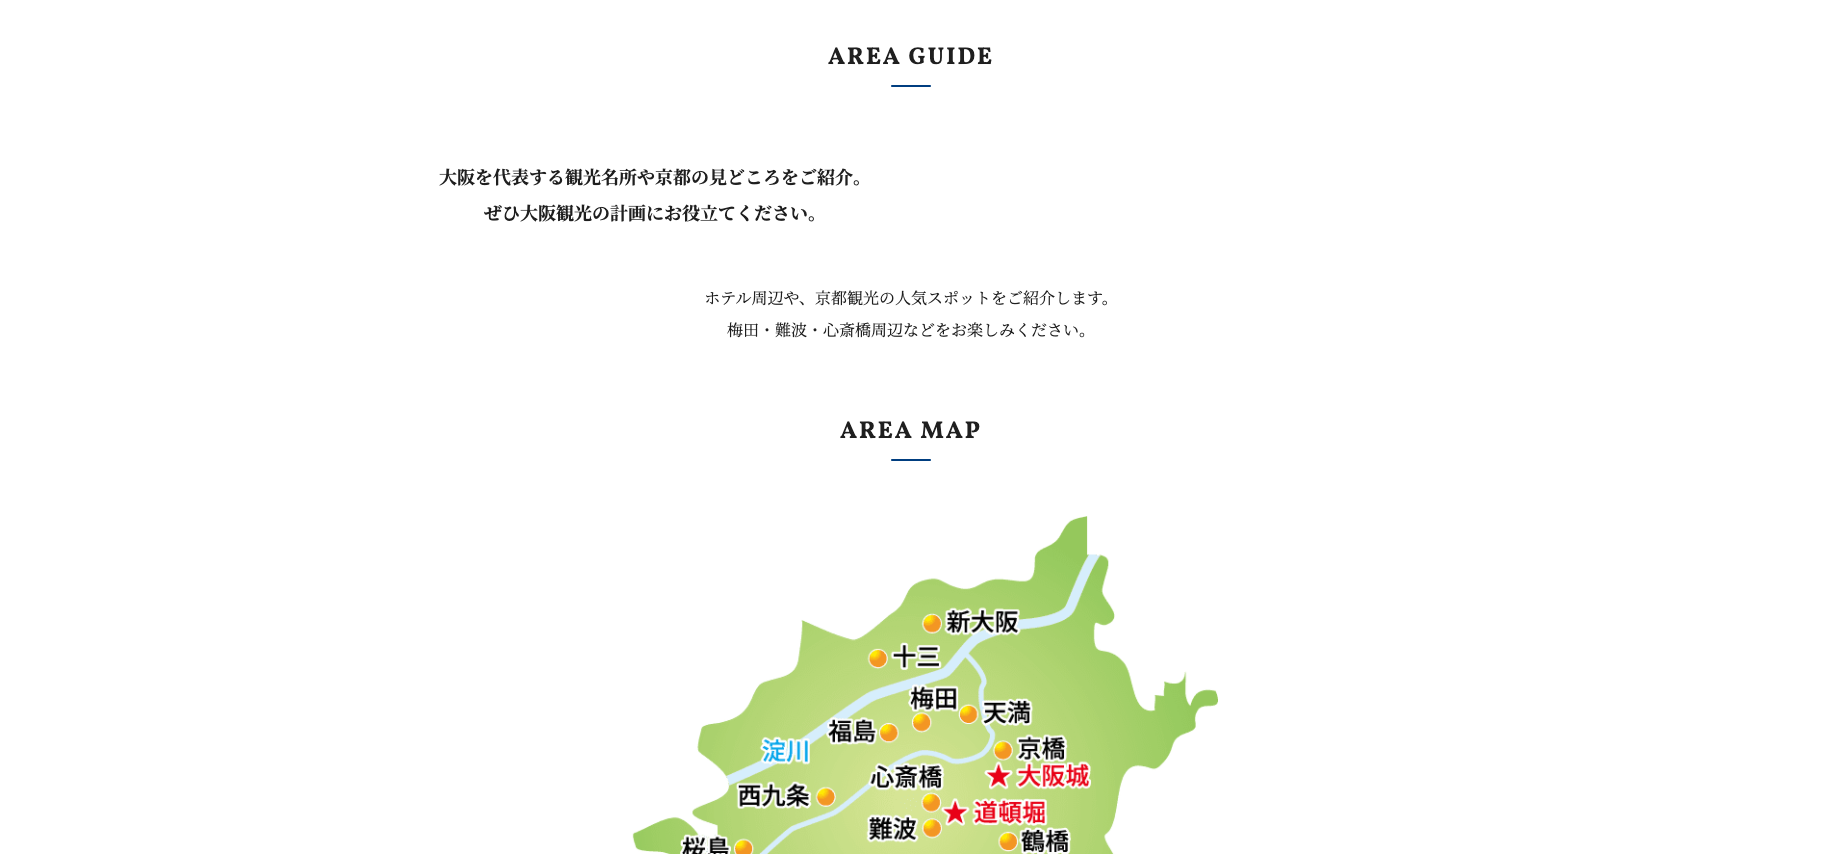 AREA GUIDE
大阪を代表する観光名所や京都の見どころをご紹介。
ぜひ大阪観光の計画にお役立てください。
ホテル周辺や、京都観光の人気スポットをご紹介します。
梅田・難波・心斎橋周辺などをお楽しみください。
AREA MAP
新大阪
十三
梅田
天満
福島
京橋
淀川
大阪城
心斎橋
西九条
道頓堀
難波
鶴橋
桜島